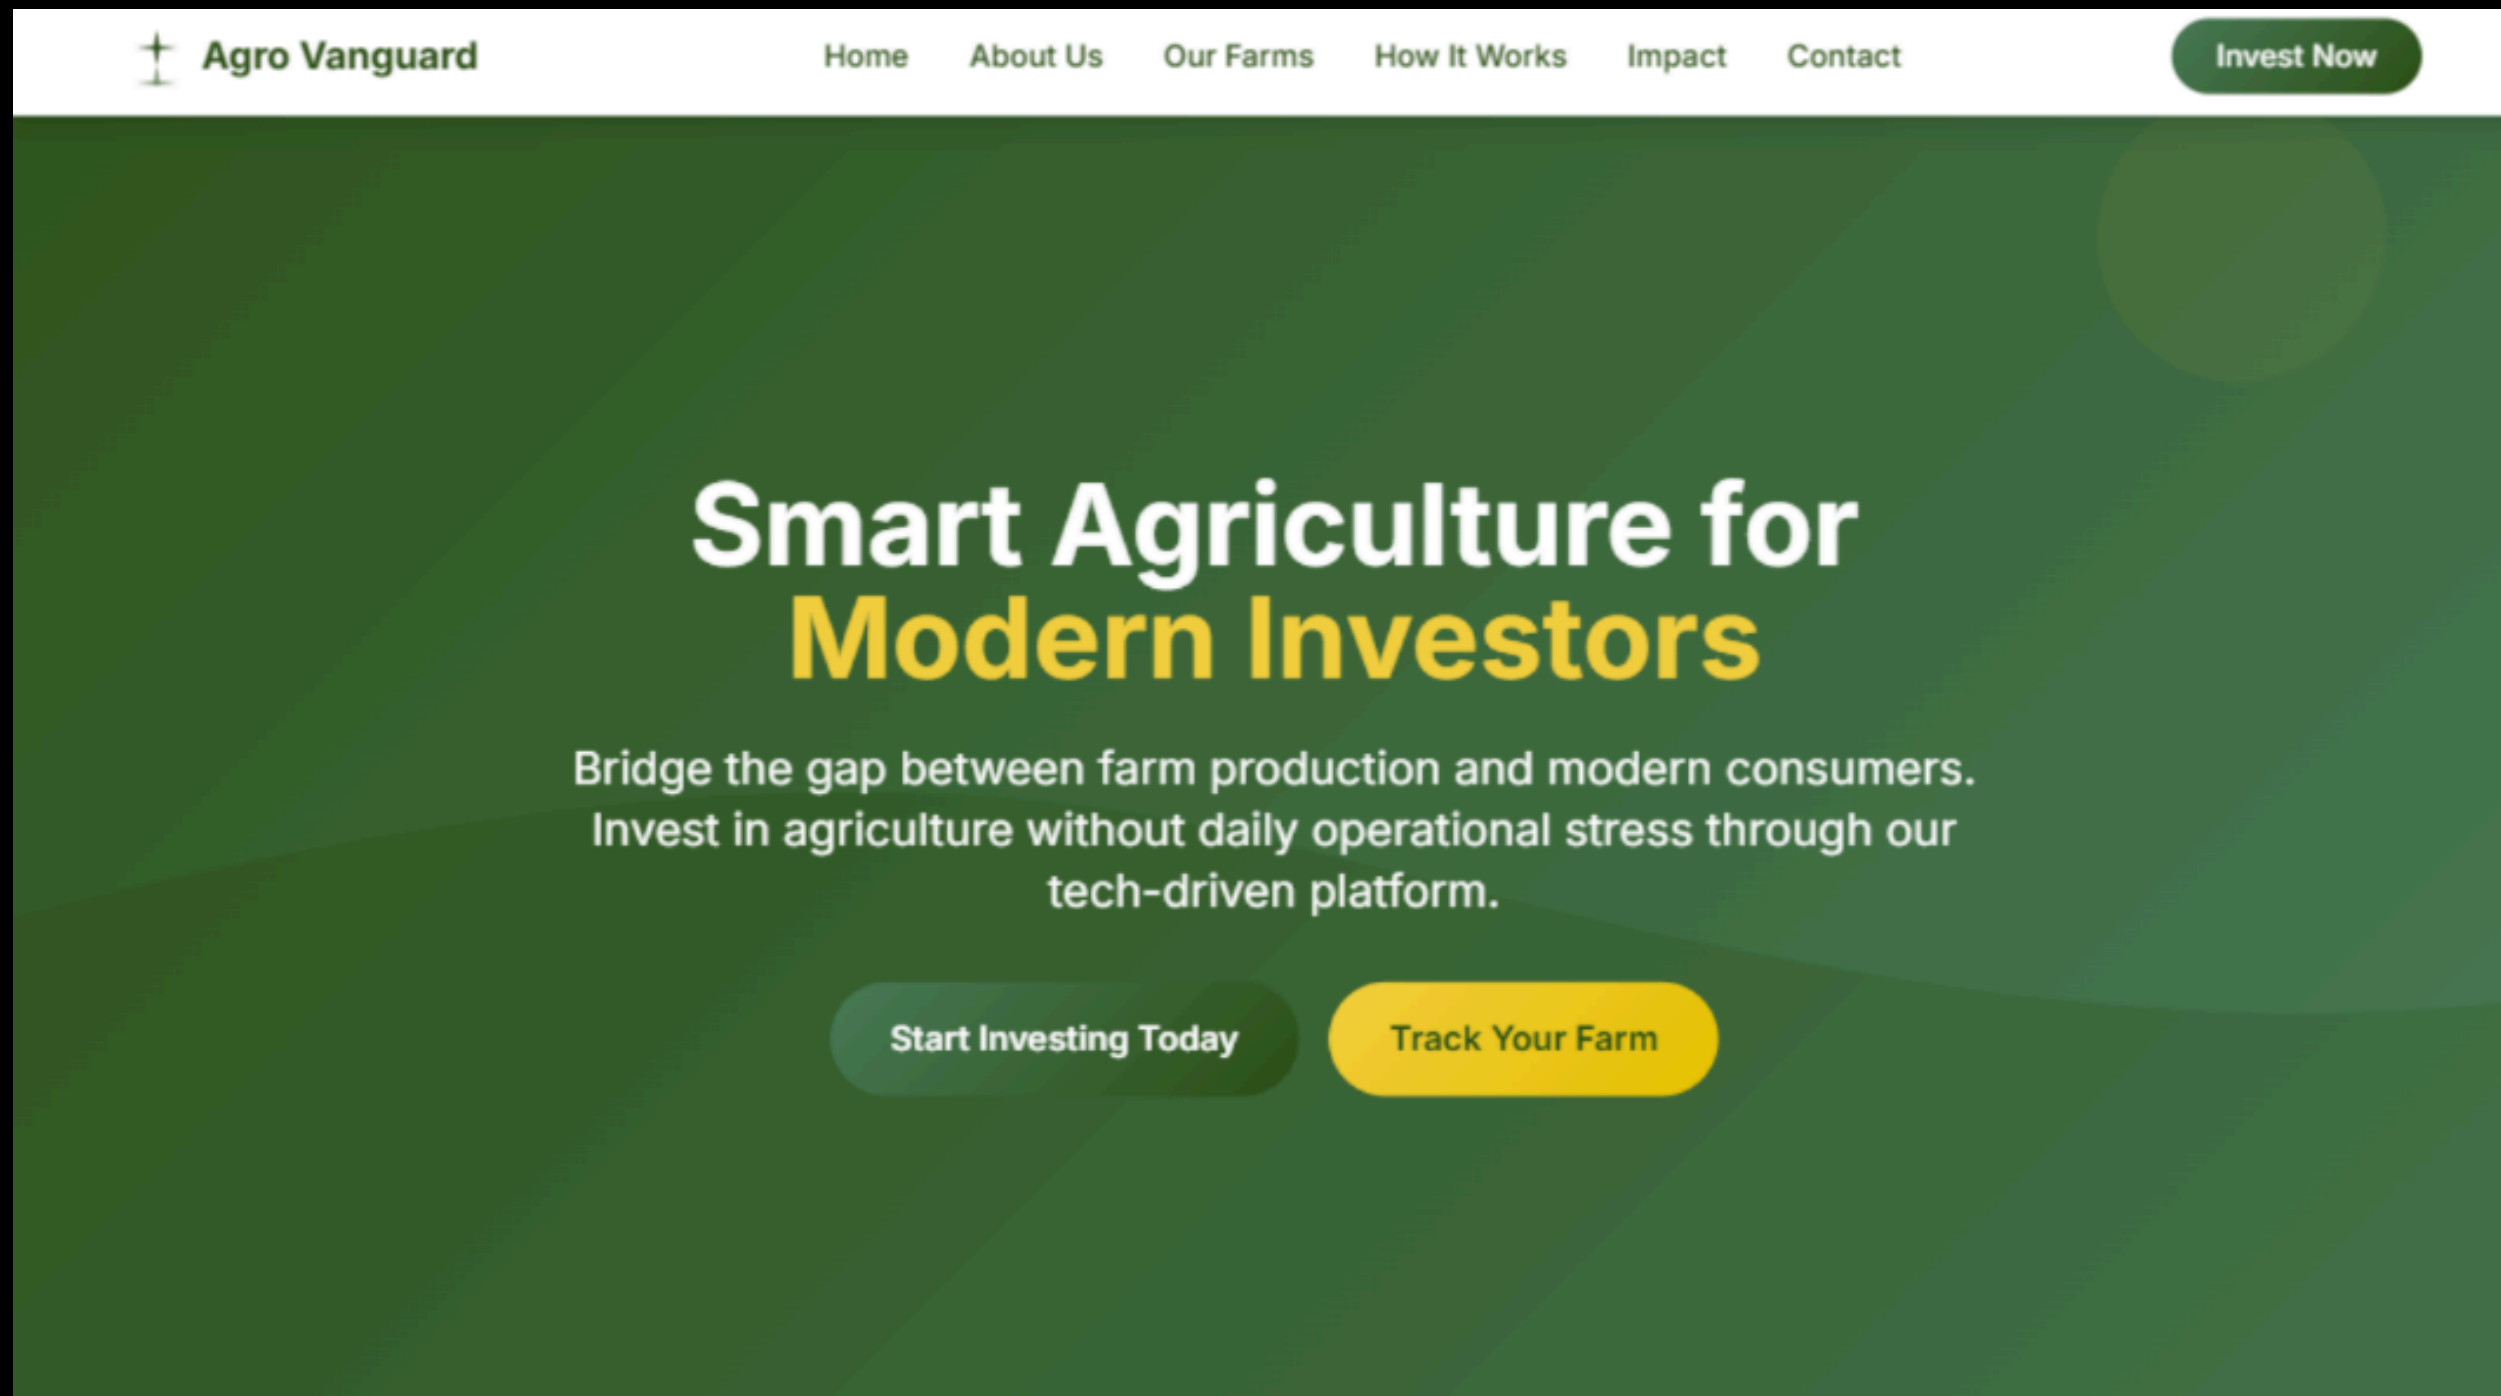 Agro Vanguard
Home
About Us
Our Farms
How It Works
Impact
Contact
Invest Now
Smart Agriculture for
Modern Investors
Bridge the gap between farm production and modern consumers.
Invest in agriculture without daily operational stress through our
tech-driven platform.
Start Investing Today
Track Your Farm